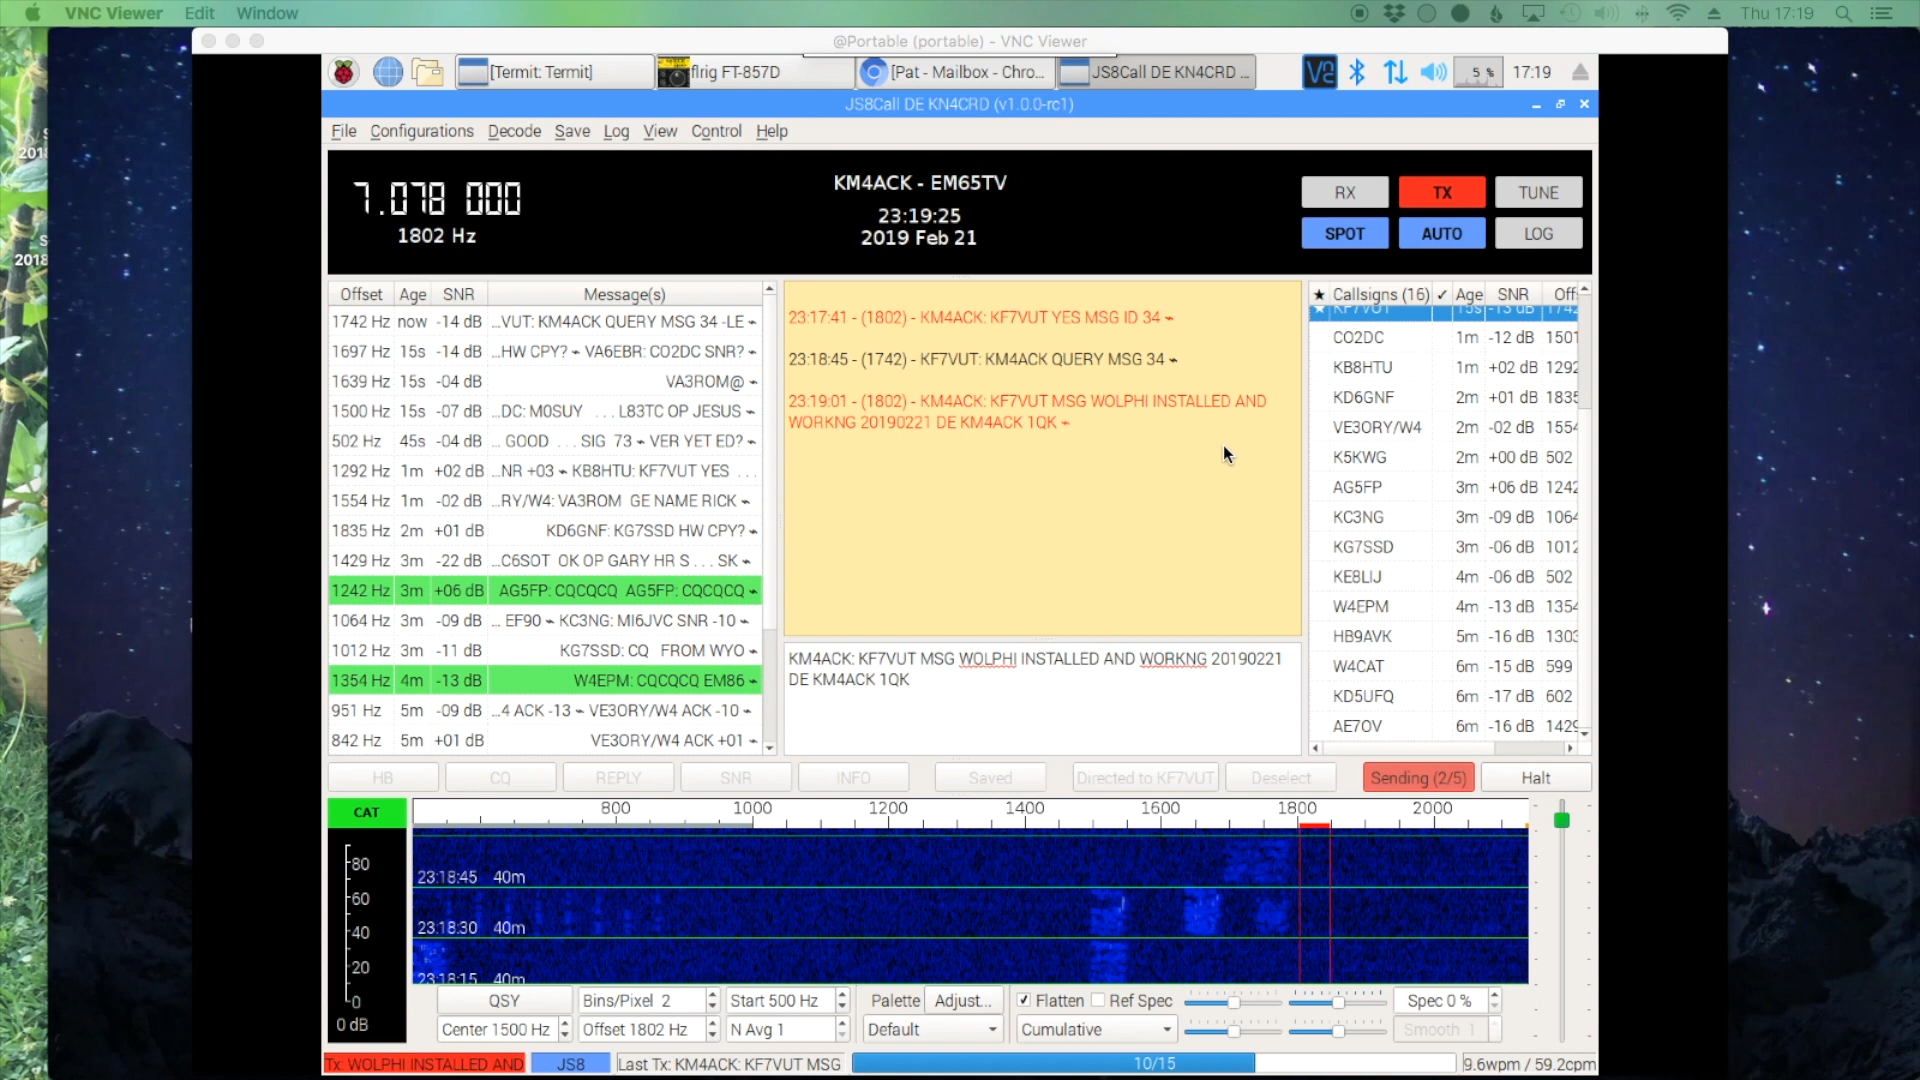 VNC Viewer Edit Window Thu 17:19
@Portable (portable) - VNC Viewer
[Termit: Termit] flrig FT-857D [Pat - Mailbox - Chro... JS8Call DE KN4CRD ... 5 % 17:19
JS8Call DE KN4CRD (v1.0.0-rc1)
File Configurations Decode Save Log View Control Help
7.078 000
1802 Hz
KM4ACK - EM65TV
23:19:25
2019 Feb 21
RX TX TUNE
SPOT AUTO LOG
201
2018
Offset Age SNR Message(s)
1742 Hz now -14 dB ...VUT: KM4ACK QUERY MSG 34 -LE
1697 Hz 15s -14 dB ...HW CPY? VA6EBR: CO2DC SNR?
1639 Hz 15s -04 dB VA3ROM@
1500 Hz 15s -07 dB ...DC: M0SUY . . . L83TC OP JESUS
502 Hz 45s -04 dB ... GOOD . . . SIG 73 VER YET ED?
1292 Hz 1m +02 dB ...NR +03 KB8HTU: KF7VUT YES . . .
1554 Hz 1m -02 dB ...RY/W4: VA3ROM GE NAME RICK
1835 Hz 2m +01 dB KD6GNF: KG7SSD HW CPY?
1429 Hz 3m -22 dB ...C6SOT OK OP GARY HR S . . . SK
1242 Hz 3m +06 dB AG5FP: CQCQCQ AG5FP: CQCQCQ
1064 Hz 3m -09 dB ... EF90 KC3NG: MI6JVC SNR -10
1012 Hz 3m -11 dB KG7SSD: CQ FROM WYO
1354 Hz 4m -13 dB W4EPM: CQCQCQ EM86
951 Hz 5m -09 dB ...4 ACK -13 VE3ORY/W4 ACK -10
842 Hz 5m +01 dB VE3ORY/W4 ACK +01
23:17:41 - (1802) - KM4ACK: KF7VUT YES MSG ID 34
23:18:45 - (1742) - KF7VUT: KM4ACK QUERY MSG 34
23:19:01 - (1802) - KM4ACK: KF7VUT MSG WOLPHI INSTALLED AND
WORKNG 20190221 DE KM4ACK 1QK
KM4ACK: KF7VUT MSG WOLPHI INSTALLED AND WORKNG 20190221
DE KM4ACK 1QK
★ Callsigns (16) ✓ Age SNR Off
★ KF7VUT 15s -13 dB 1742
CO2DC 1m -12 dB 1501
KB8HTU 1m +02 dB 1292
KD6GNF 2m +01 dB 1835
VE3ORY/W4 2m -02 dB 1554
K5KWG 2m +00 dB 502
AG5FP 3m +06 dB 1242
KC3NG 3m -09 dB 1064
KG7SSD 3m -06 dB 1012
KE8LIJ 4m -06 dB 502
W4EPM 4m -13 dB 1354
HB9AVK 5m -16 dB 1303
W4CAT 6m -15 dB 599
KD5UFQ 6m -17 dB 602
AE7OV 6m -16 dB 1429
HB CQ REPLY SNR INFO Saved Directed to KF7VUT Deselect Sending (2/5) Halt
CAT 800 1000 1200 1400 1600 1800 2000
80
60
40
20
0
0 dB
23:18:45 40m
23:18:30 40m
23:18:15 40m
QSY Bins/Pixel 2 Start 500 Hz Palette Adjust... ✓ Flatten Ref Spec Spec 0 %
Center 1500 Hz Offset 1802 Hz N Avg 1 Default Cumulative Smooth 1
Tx: WOLPHI INSTALLED AND JS8 Last Tx: KM4ACK: KF7VUT MSG 10/15 9.6wpm / 59.2cpm